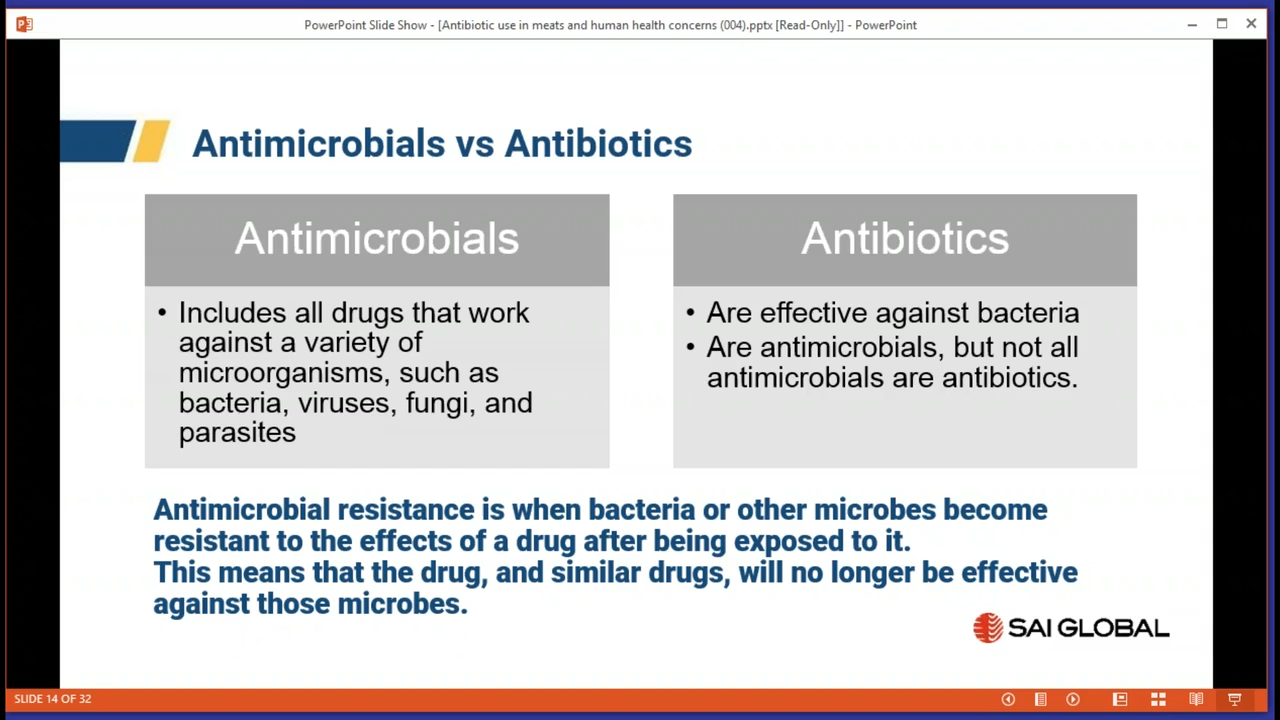 PowerPoint Slide Show - [Antibiotic use in meats and human health concerns (004).pptx [Read-Only]] - PowerPoint
Antimicrobials vs Antibiotics
Antimicrobials
• Includes all drugs that work
against a variety of
microorganisms, such as
bacteria, viruses, fungi, and
parasites
Antibiotics
• Are effective against bacteria
• Are antimicrobials, but not all
antimicrobials are antibiotics.
Antimicrobial resistance is when bacteria or other microbes become
resistant to the effects of a drug after being exposed to it.
This means that the drug, and similar drugs, will no longer be effective
against those microbes.
SAI GLOBAL
SLIDE 14 OF 32